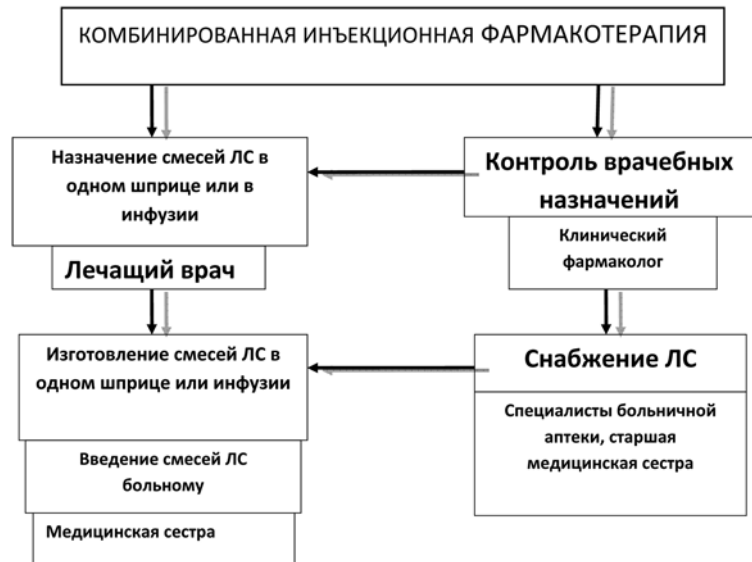 КОМБИНИРОВАННАЯ ИНЪЕКЦИОННАЯ ФАРМАКОТЕРАПИЯ
Назначение смесей ЛС в
одном шприце или в
инфузии
Лечащий врач
Контроль врачебных
назначений
Клинический
фармаколог
Изготовление смесей ЛС в
одном шприце или инфузии
Введение смесей ЛС
больному
Медицинская сестра
Снабжение ЛС
Специалисты больничной
аптеки, старшая
медицинская сестра